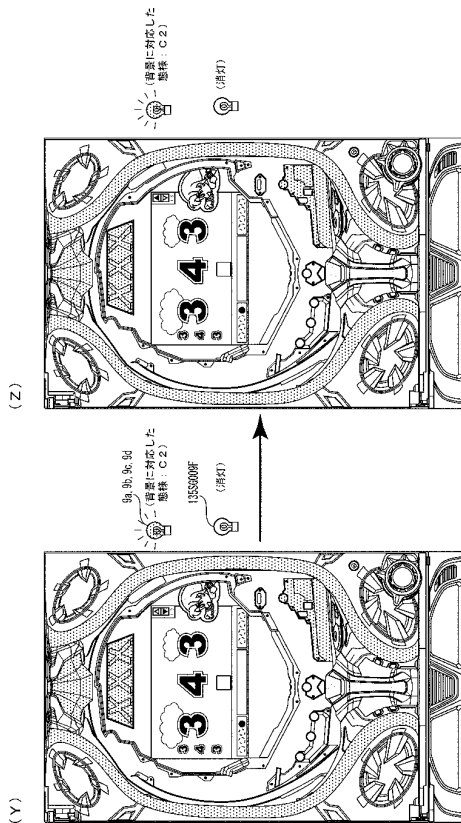 (Y)
9a,9b,9c,9d
(背景に対応した
態様:C2)
135SG009F
(消灯)
3 4 3
3 4 3
(Z)
(背景に対応した
態様:C2)
(消灯)
3 4 3
3 4 3